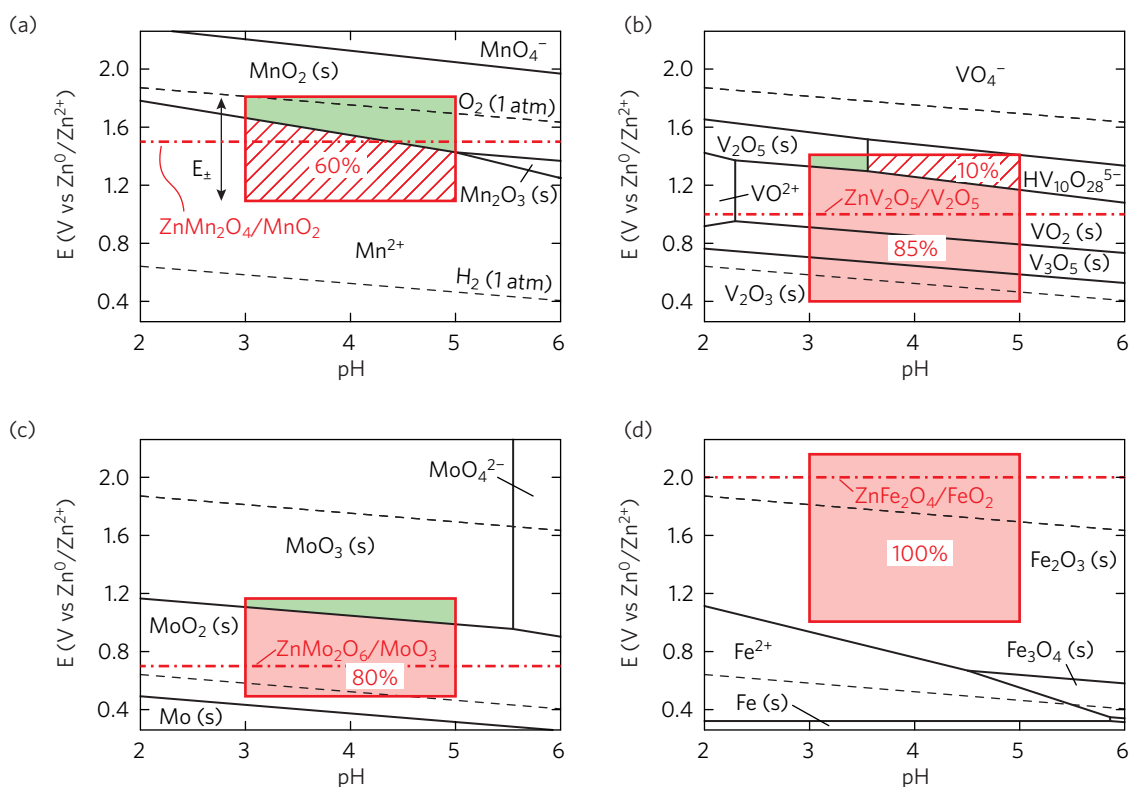 (a)
E (V vs Zn⁰/Zn²⁺)
2.0
1.6
1.2
0.8
0.4
MnO₄⁻
MnO₂ (s)
O₂ (1 atm)
E±
60%
Mn₂O₃ (s)
ZnMn₂O₄/MnO₂
Mn²⁺
H₂ (1 atm)
2 3 4 5 6
pH
(b)
E (V vs Zn⁰/Zn²⁺)
2.0
1.6
1.2
0.8
0.4
VO₄⁻
V₂O₅ (s)
10%
HV₁₀O₂₈⁵⁻
VO²⁺
ZnV₂O₅/V₂O₅
VO₂ (s)
85%
V₃O₅ (s)
V₂O₃ (s)
2 3 4 5 6
pH
(c)
E (V vs Zn⁰/Zn²⁺)
2.0
1.6
1.2
0.8
0.4
MoO₄²⁻
MoO₃ (s)
MoO₂ (s)
ZnMo₂O₆/MoO₃
80%
Mo (s)
2 3 4 5 6
pH
(d)
E (V vs Zn⁰/Zn²⁺)
2.0
1.6
1.2
0.8
0.4
ZnFe₂O₄/FeO₂
100%
Fe₂O₃ (s)
Fe²⁺
Fe₃O₄ (s)
Fe (s)
2 3 4 5 6
pH